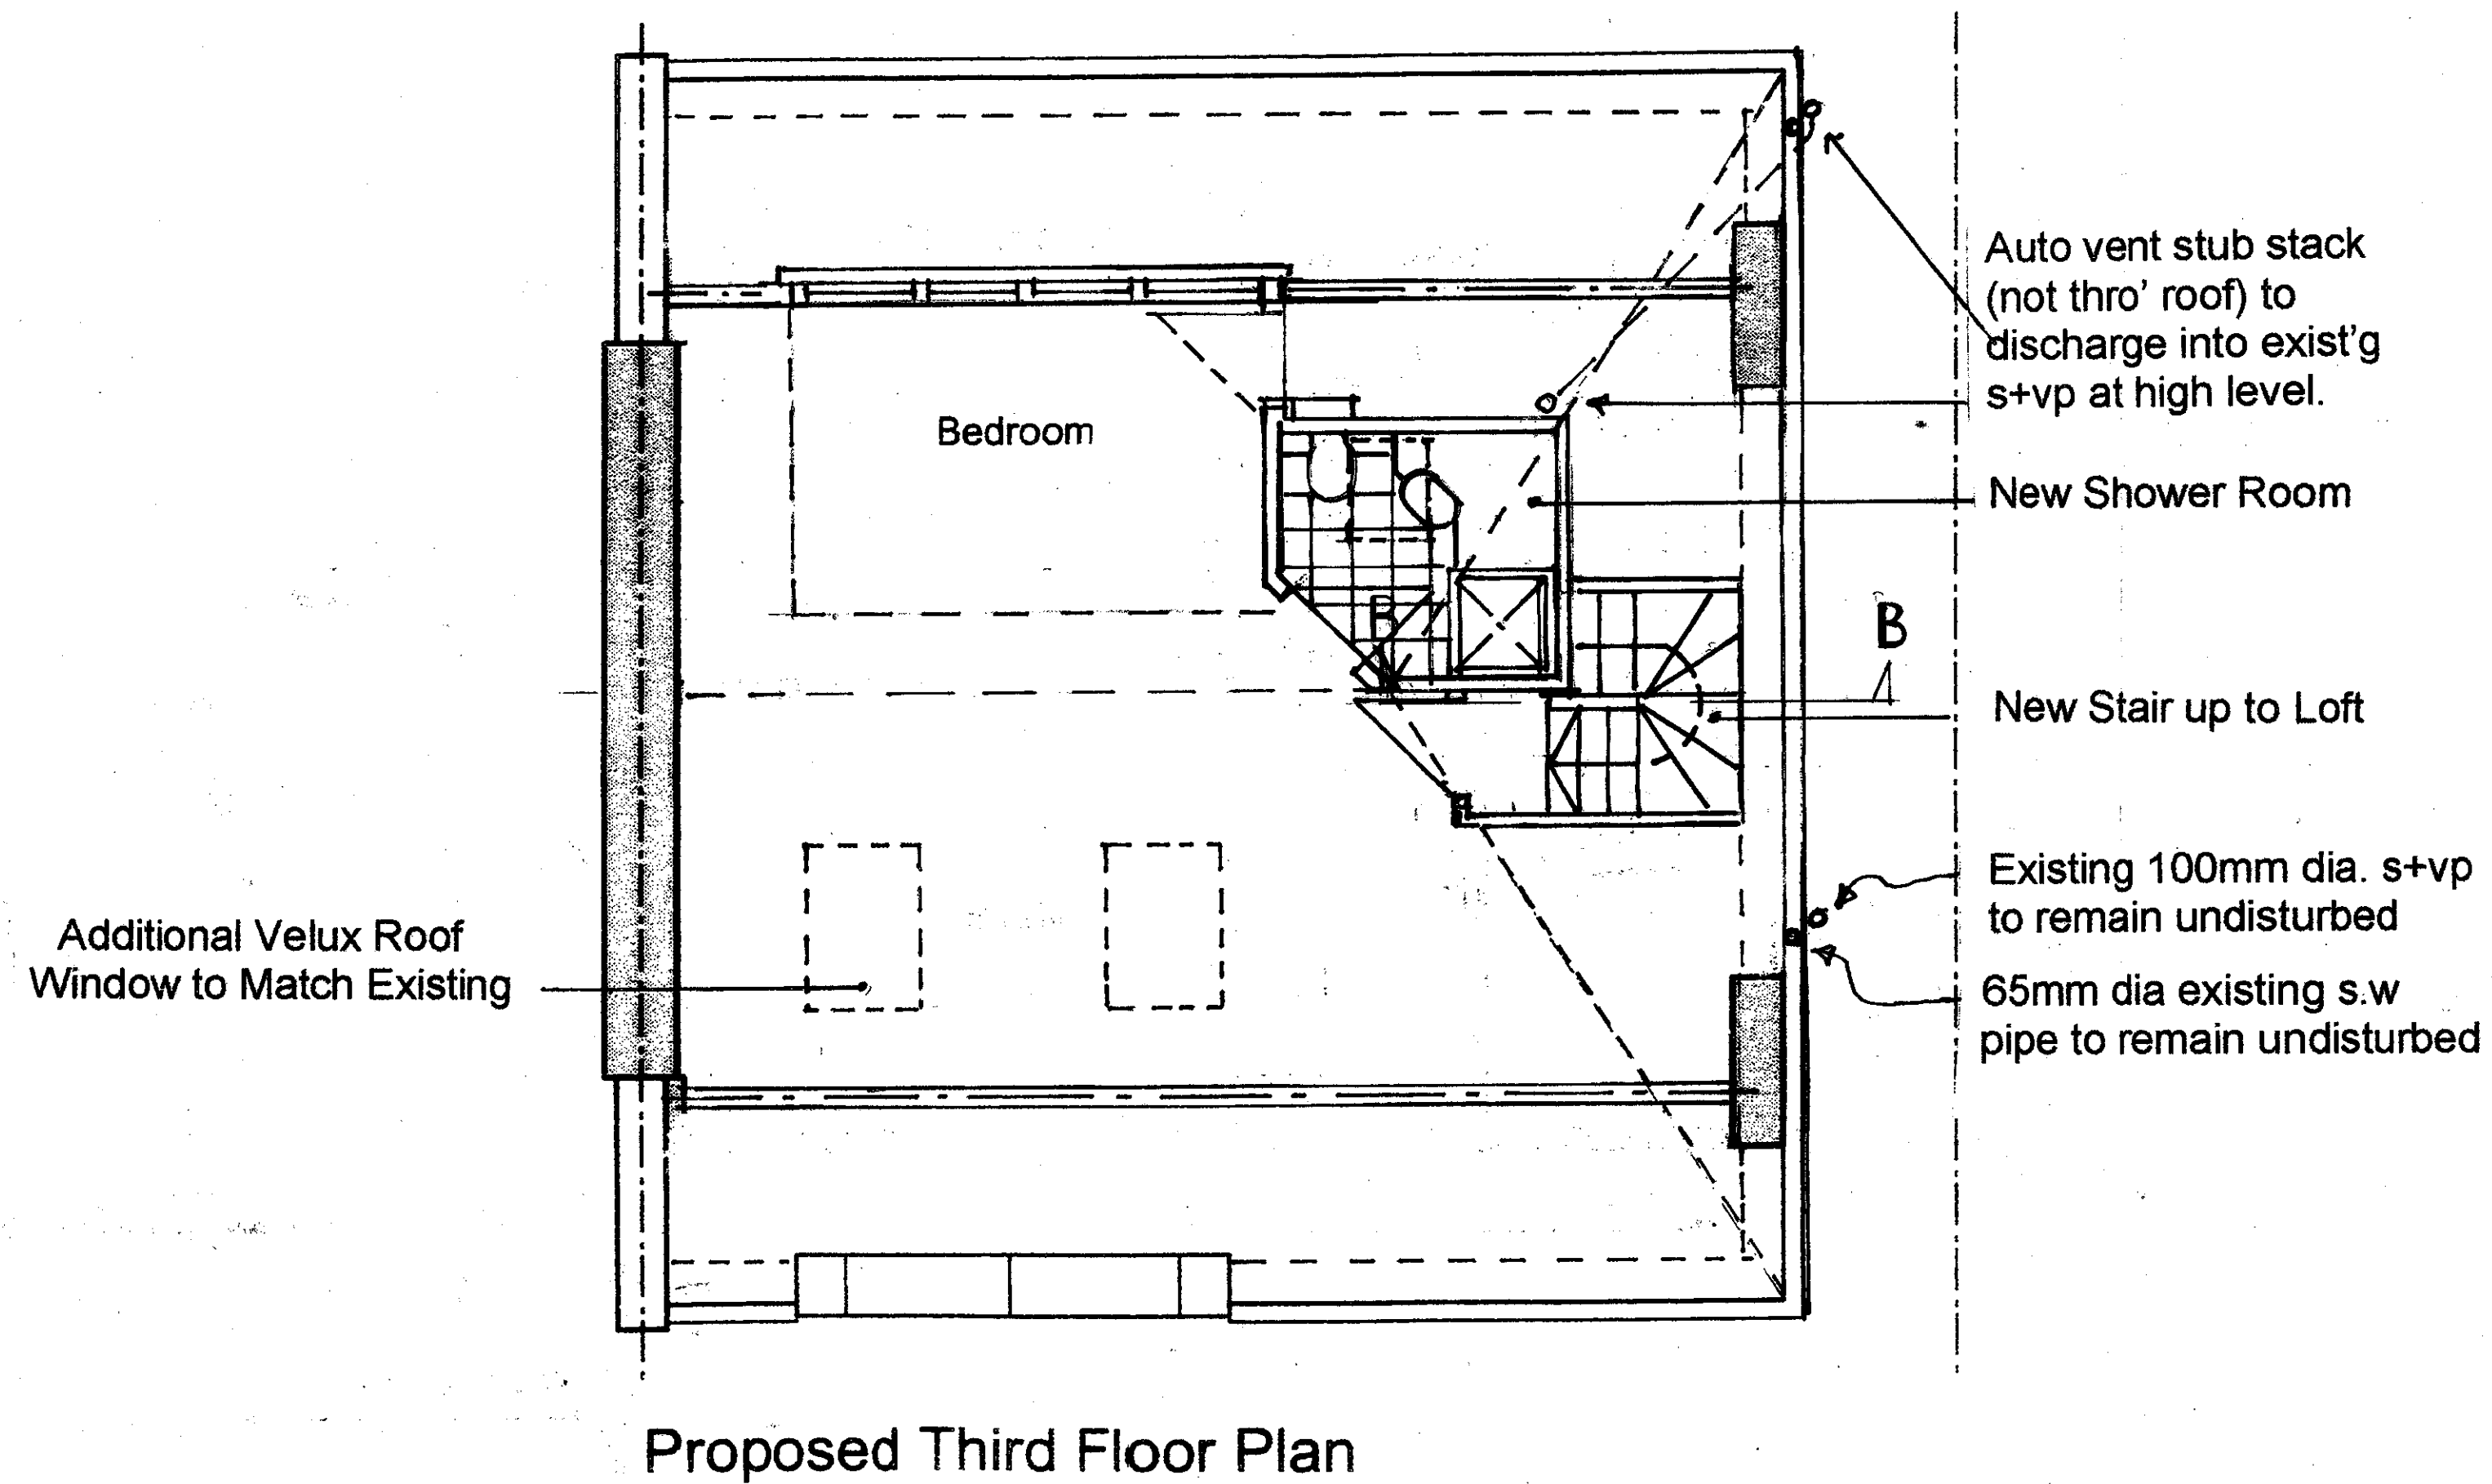 Auto vent stub stack
(not thro' roof) to
discharge into exist'g
s+vp at high level.
Bedroom
New Shower Room
B
B
New Stair up to Loft
Existing 100mm dia. s+vp
to remain undisturbed
Additional Velux Roof
Window to Match Existing
65mm dia existing s.w
pipe to remain undisturbed
Proposed Third Floor Plan